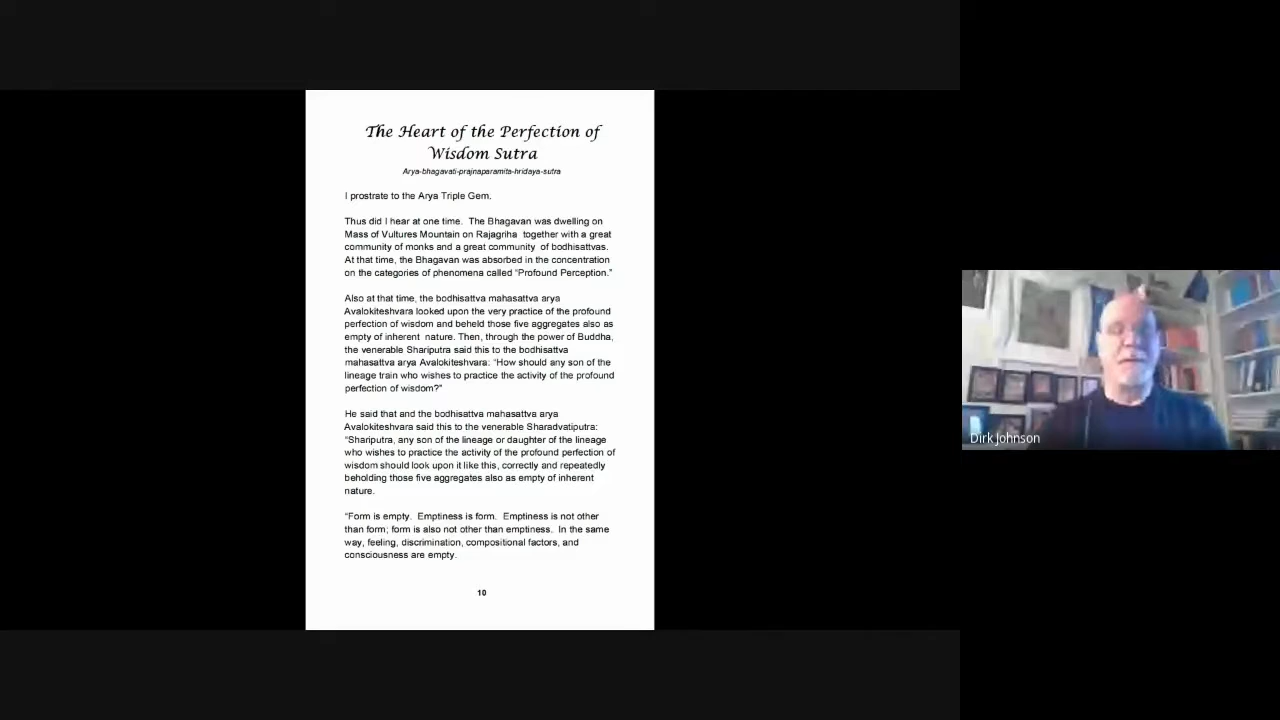 The Heart of the Perfection of
Wisdom Sutra
Arya-bhagavati-prajnaparamita-hridaya-sutra
I prostrate to the Arya Triple Gem.
Thus did I hear at one time. The Bhagavan was dwelling on
Mass of Vultures Mountain on Rajagriha together with a great
community of monks and a great community of bodhisattvas.
At that time, the Bhagavan was absorbed in the concentration
on the categories of phenomena called “Profound Perception.”
Also at that time, the bodhisattva mahasattva arya
Avalokiteshvara looked upon the very practice of the profound
perfection of wisdom and beheld those five aggregates also as
empty of inherent nature. Then, through the power of Buddha,
the venerable Shariputra said this to the bodhisattva
mahasattva arya Avalokiteshvara: “How should any son of the
lineage train who wishes to practice the activity of the profound
perfection of wisdom?”
He said that and the bodhisattva mahasattva arya
Avalokiteshvara said this to the venerable Sharadvatiputra:
“Shariputra, any son of the lineage or daughter of the lineage
who wishes to practice the activity of the profound perfection of
wisdom should look upon it like this, correctly and repeatedly
beholding those five aggregates also as empty of inherent
nature.
“Form is empty. Emptiness is form. Emptiness is not other
than form; form is also not other than emptiness. In the same
way, feeling, discrimination, compositional factors, and
consciousness are empty.
10
Dirk Johnson